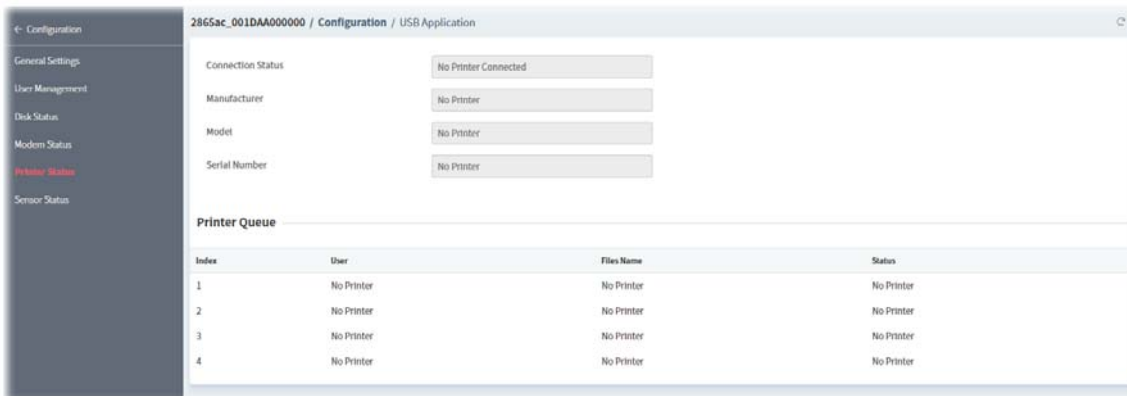 ← Configuration
General Settings
User Management
Disk Status
Modem Status
Printer Status
Sensor Status
2865ac_001DAA000000 / Configuration / USB Application
Connection Status No Printer Connected
Manufacturer No Printer
Model No Printer
Serial Number No Printer
Printer Queue
Index User Files Name Status
1 No Printer No Printer No Printer
2 No Printer No Printer No Printer
3 No Printer No Printer No Printer
4 No Printer No Printer No Printer